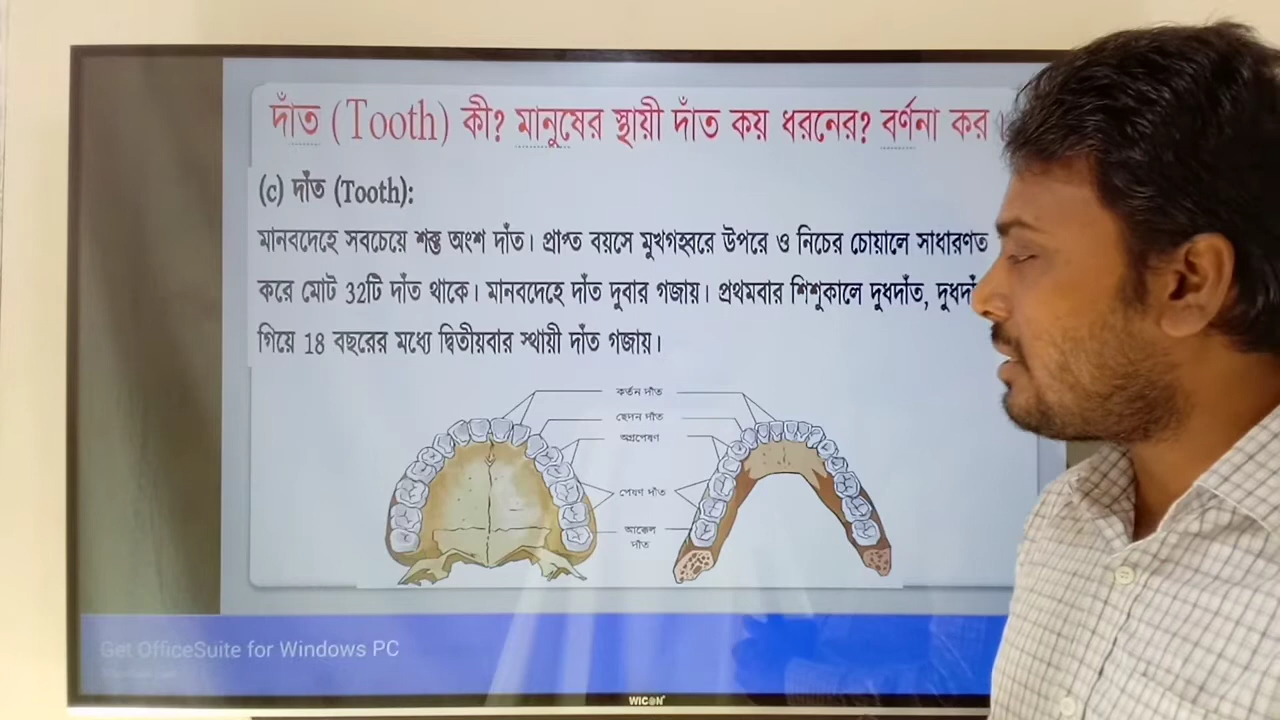 দাঁত (Tooth) কী? মানুষের স্থায়ী দাঁত কয় ধরনের? বর্ণনা কর
(c) দাঁত (Tooth):
মানবদেহে সবচেয়ে শক্ত অংশ দাঁত। প্রাপ্ত বয়সে মুখগহ্বরে উপরে ও নিচের চোয়ালে সাধারণত
করে মোট 32টি দাঁত থাকে। মানবদেহে দাঁত দুবার গজায়। প্রথমবার শিশুকালে দুধদাঁত,
গিয়ে 18 বছরের মধ্যে দ্বিতীয়বার স্থায়ী দাঁত গজায়।
কর্তন দাঁত
ছেদন দাঁত
অগ্রপেষণ
পেষণ দাঁত
আক্কেল
দাঁত
Get OfficeSuite for Windows PC
WICON